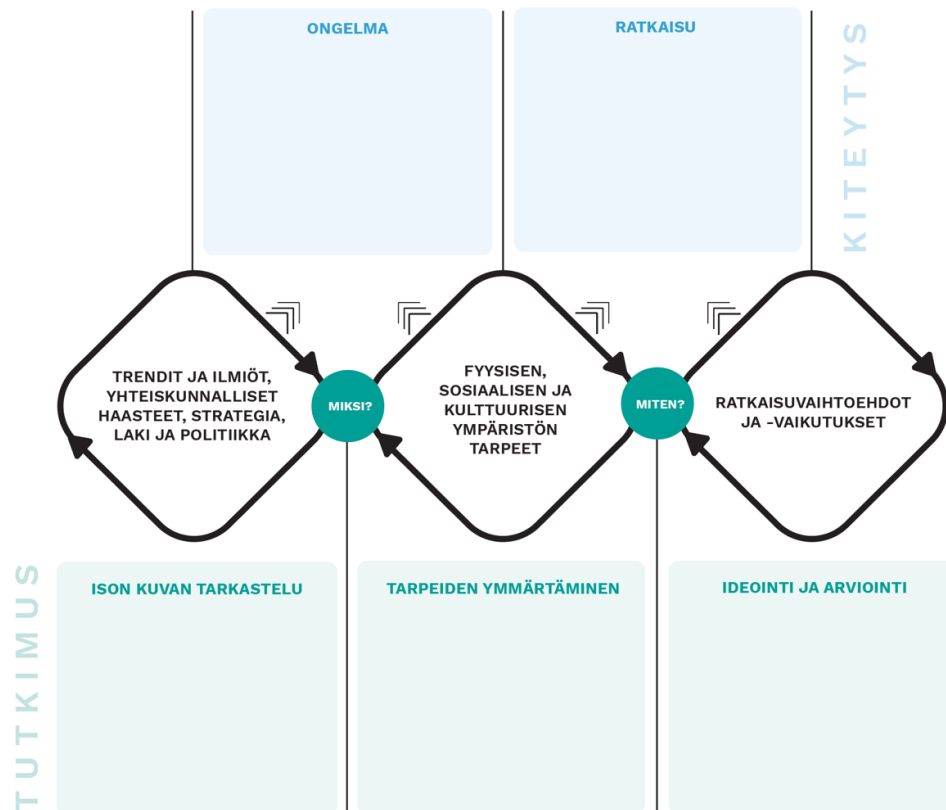 ONGELMA
RATKAISU
KITEYTYS
TRENDIT JA ILMIÖT,
YHTEISKUNNALLISET
HAASTEET, STRATEGIA,
LAKI JA POLITIIKKA
MIKSI?
FYYSISEN,
SOSIAALISEN JA
KULTTUURISEN
YMPÄRISTÖN
TARPEET
MITEN?
RATKAISUVAIHTOEHDOT
JA -VAIKUTUKSET
TUTKIMUS
ISON KUVAN TARKASTELU
TARPEIDEN YMMÄRTÄMINEN
IDEOINTI JA ARVIOINTI